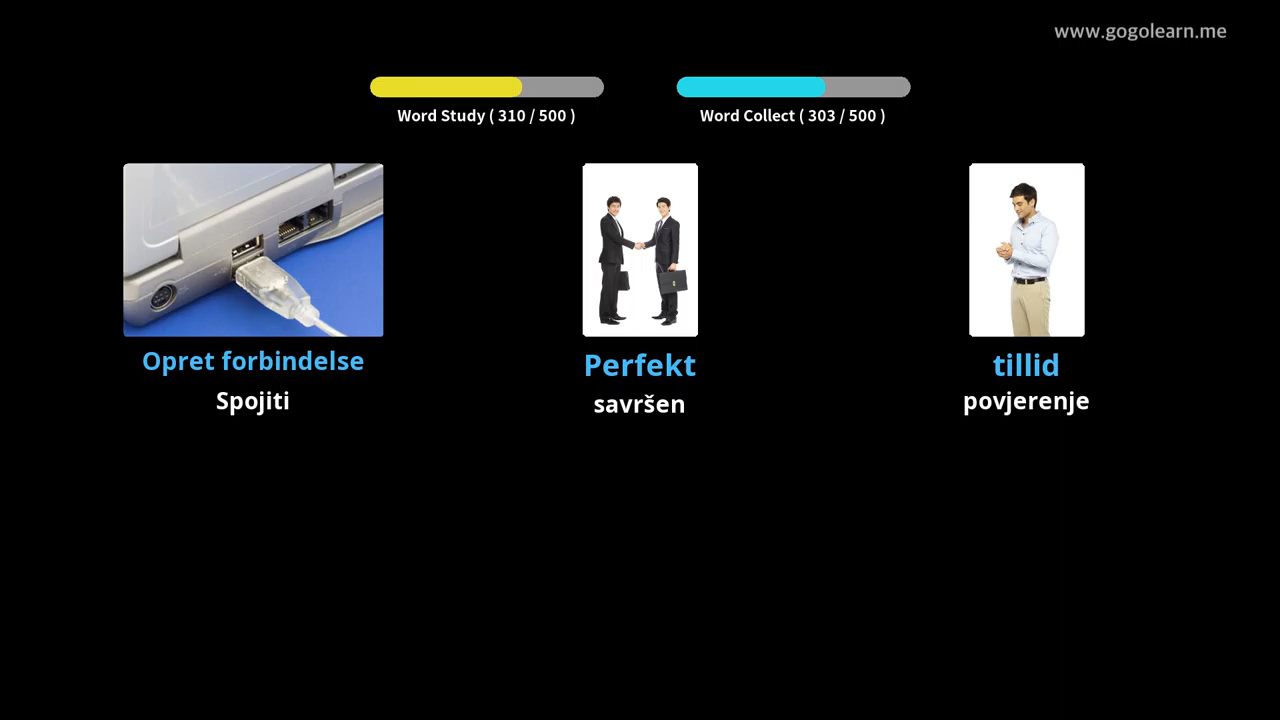 www.gogolearn.me
Word Study ( 310 / 500 )
Word Collect ( 303 / 500 )
Opret forbindelse
Spojiti
Perfekt
savršen
tillid
povjerenje